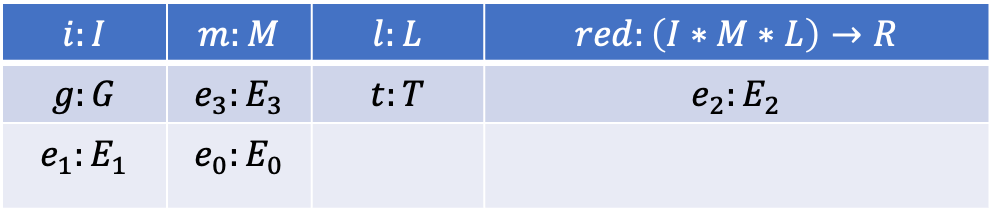 i: I m: M l: L red: (I * M * L) → R
g: G e₃: E₃ t: T e₂: E₂
e₁: E₁ e₀: E₀